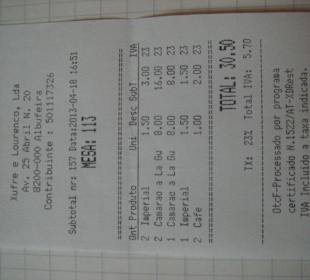 Xufre e Lourenco, Lda
Av. 25 Abril N. 20
8200-000 Albufeira
Contribuinte : 501117326
Subtotal nr: 157 Data:2013-04-18 16:51
MESA: 113
Qnt Produto Uni Desc SubT IVA
2 Imperial 1.50 3.00 23
2 Camarao a La Gu 8.00 16.00 23
1 Camarao a La Gu 8.00 8.00 23
1 Imperial 1.50 1.50 23
2 Cafe 1.00 2.00 23
TOTAL: 30,50
TX: 23% Total IVA: 5,70
OtcF-Processado por programa
certificado N.1522/AT-XDRest
IVA Incluido a taxa indicada.